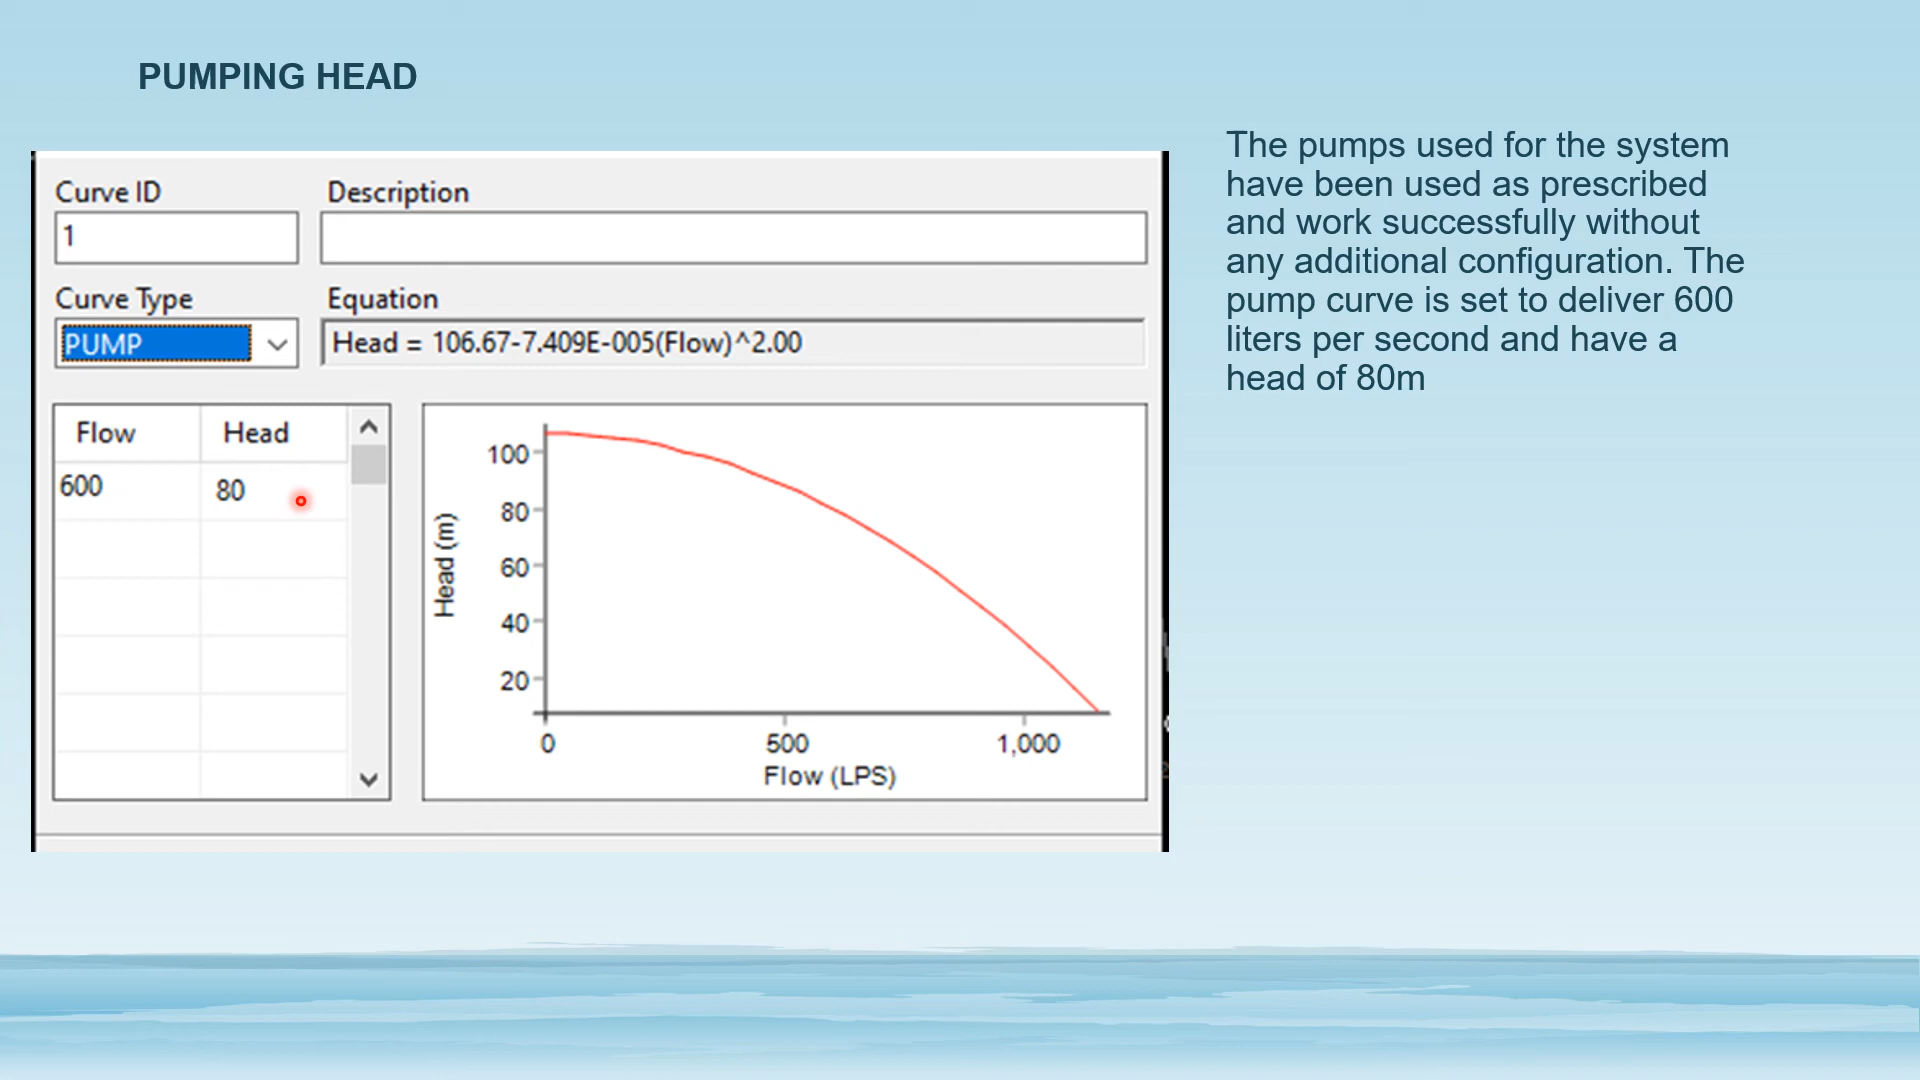 PUMPING HEAD
The pumps used for the system
have been used as prescribed
and work successfully without
any additional configuration. The
pump curve is set to deliver 600
liters per second and have a
head of 80m
Curve ID
Description
1
Curve Type
Equation
PUMP
Head = 106.67-7.409E-005(Flow)^2.00
Flow
Head
600
80
Head (m)
100
80
60
40
20
0
500
1,000
Flow (LPS)